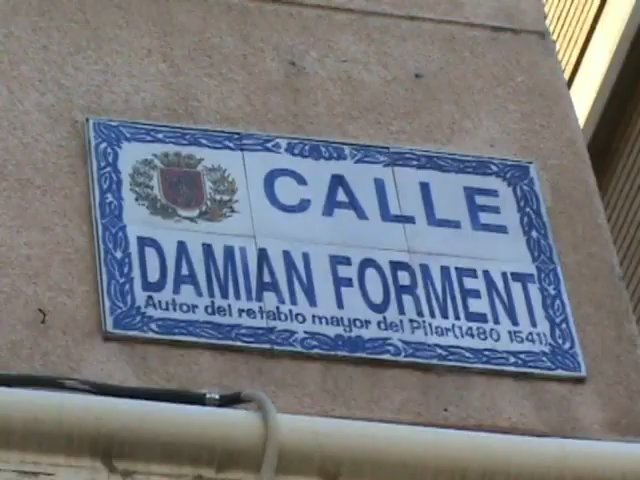 CALLE
DAMIAN FORMENT
Autor del retablo mayor del Pilar(1480 1541)